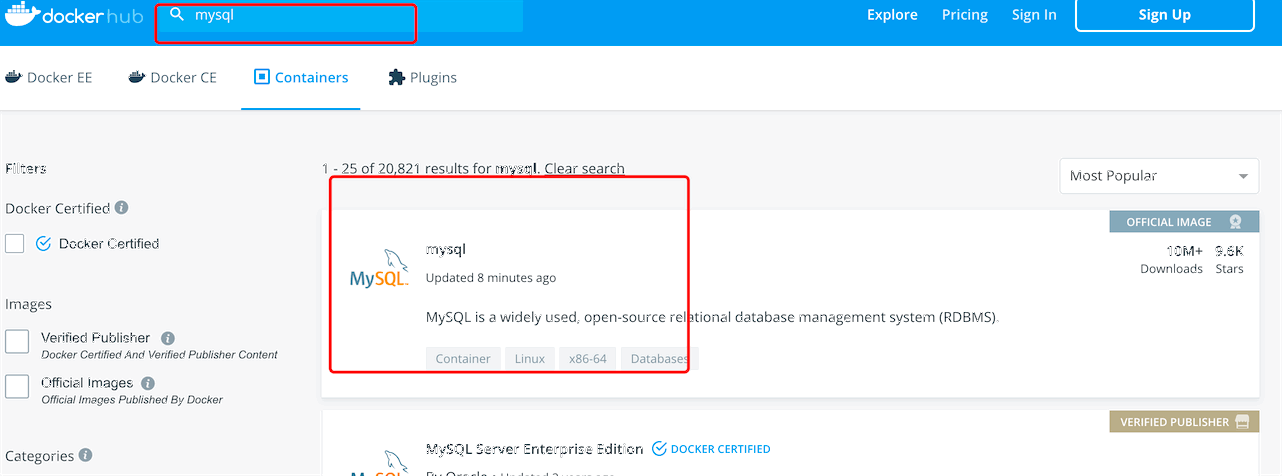 docker hub
mysql
Explore
Pricing
Sign In
Sign Up
Docker EE
Docker CE
Containers
Plugins
Filters
1 - 25 of 20,821 results for mysql. Clear search
Most Popular
Docker Certified
Docker Certified
Images
Verified Publisher
Docker Certified And Verified Publisher Content
Official Images
Official Images Published By Docker
Categories
OFFICIAL IMAGE
MySQL
mysql
Updated 8 minutes ago
10M+
Downloads
9.6K
Stars
MySQL is a widely used, open-source relational database management system (RDBMS).
Container
Linux
x86-64
Databases
VERIFIED PUBLISHER
MySQL Server Enterprise Edition
DOCKER CERTIFIED
By Oracle • Updated 2 years ago